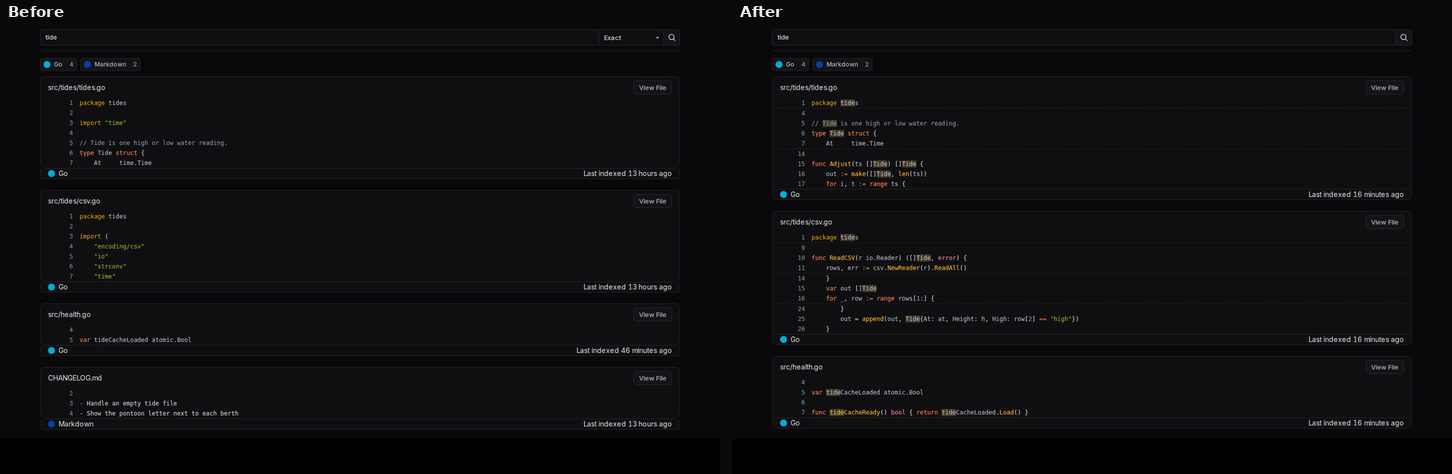 Before
tide
Exact
Go 4
Markdown 2
src/tides/tides.go
View File
1 package tides
2
3 import "time"
4
5 // Tide is one high or low water reading.
6 type Tide struct {
7 At time.Time
Go
Last indexed 13 hours ago
src/tides/csv.go
View File
1 package tides
2
3 import (
4 "encoding/csv"
5 "io"
6 "strconv"
7 "time"
Go
Last indexed 13 hours ago
src/health.go
View File
4
5 var tideCacheLoaded atomic.Bool
Go
Last indexed 46 minutes ago
CHANGELOG.md
View File
2
3 - Handle an empty tide file
4 - Show the pontoon letter next to each berth
Markdown
Last indexed 13 hours ago
After
tide
Go 4
Markdown 2
src/tides/tides.go
View File
1 package tides
4
5 // Tide is one high or low water reading.
6 type Tide struct {
7 At time.Time
14
15 func Adjust(ts []Tide) []Tide {
16 out := make([]Tide, len(ts))
17 for i, t := range ts {
Go
Last indexed 16 minutes ago
src/tides/csv.go
View File
1 package tides
9
10 func ReadCSV(r io.Reader) ([]Tide, error) {
11 rows, err := csv.NewReader(r).ReadAll()
14 }
15 var out []Tide
16 for _, row := range rows[1:] {
24 }
25 out = append(out, Tide{At: at, Height: h, High: row[2] == "high"})
26 }
Go
Last indexed 16 minutes ago
src/health.go
View File
4
5 var tideCacheLoaded atomic.Bool
6
7 func tideCacheReady() bool { return tideCacheLoaded.Load() }
Go
Last indexed 16 minutes ago